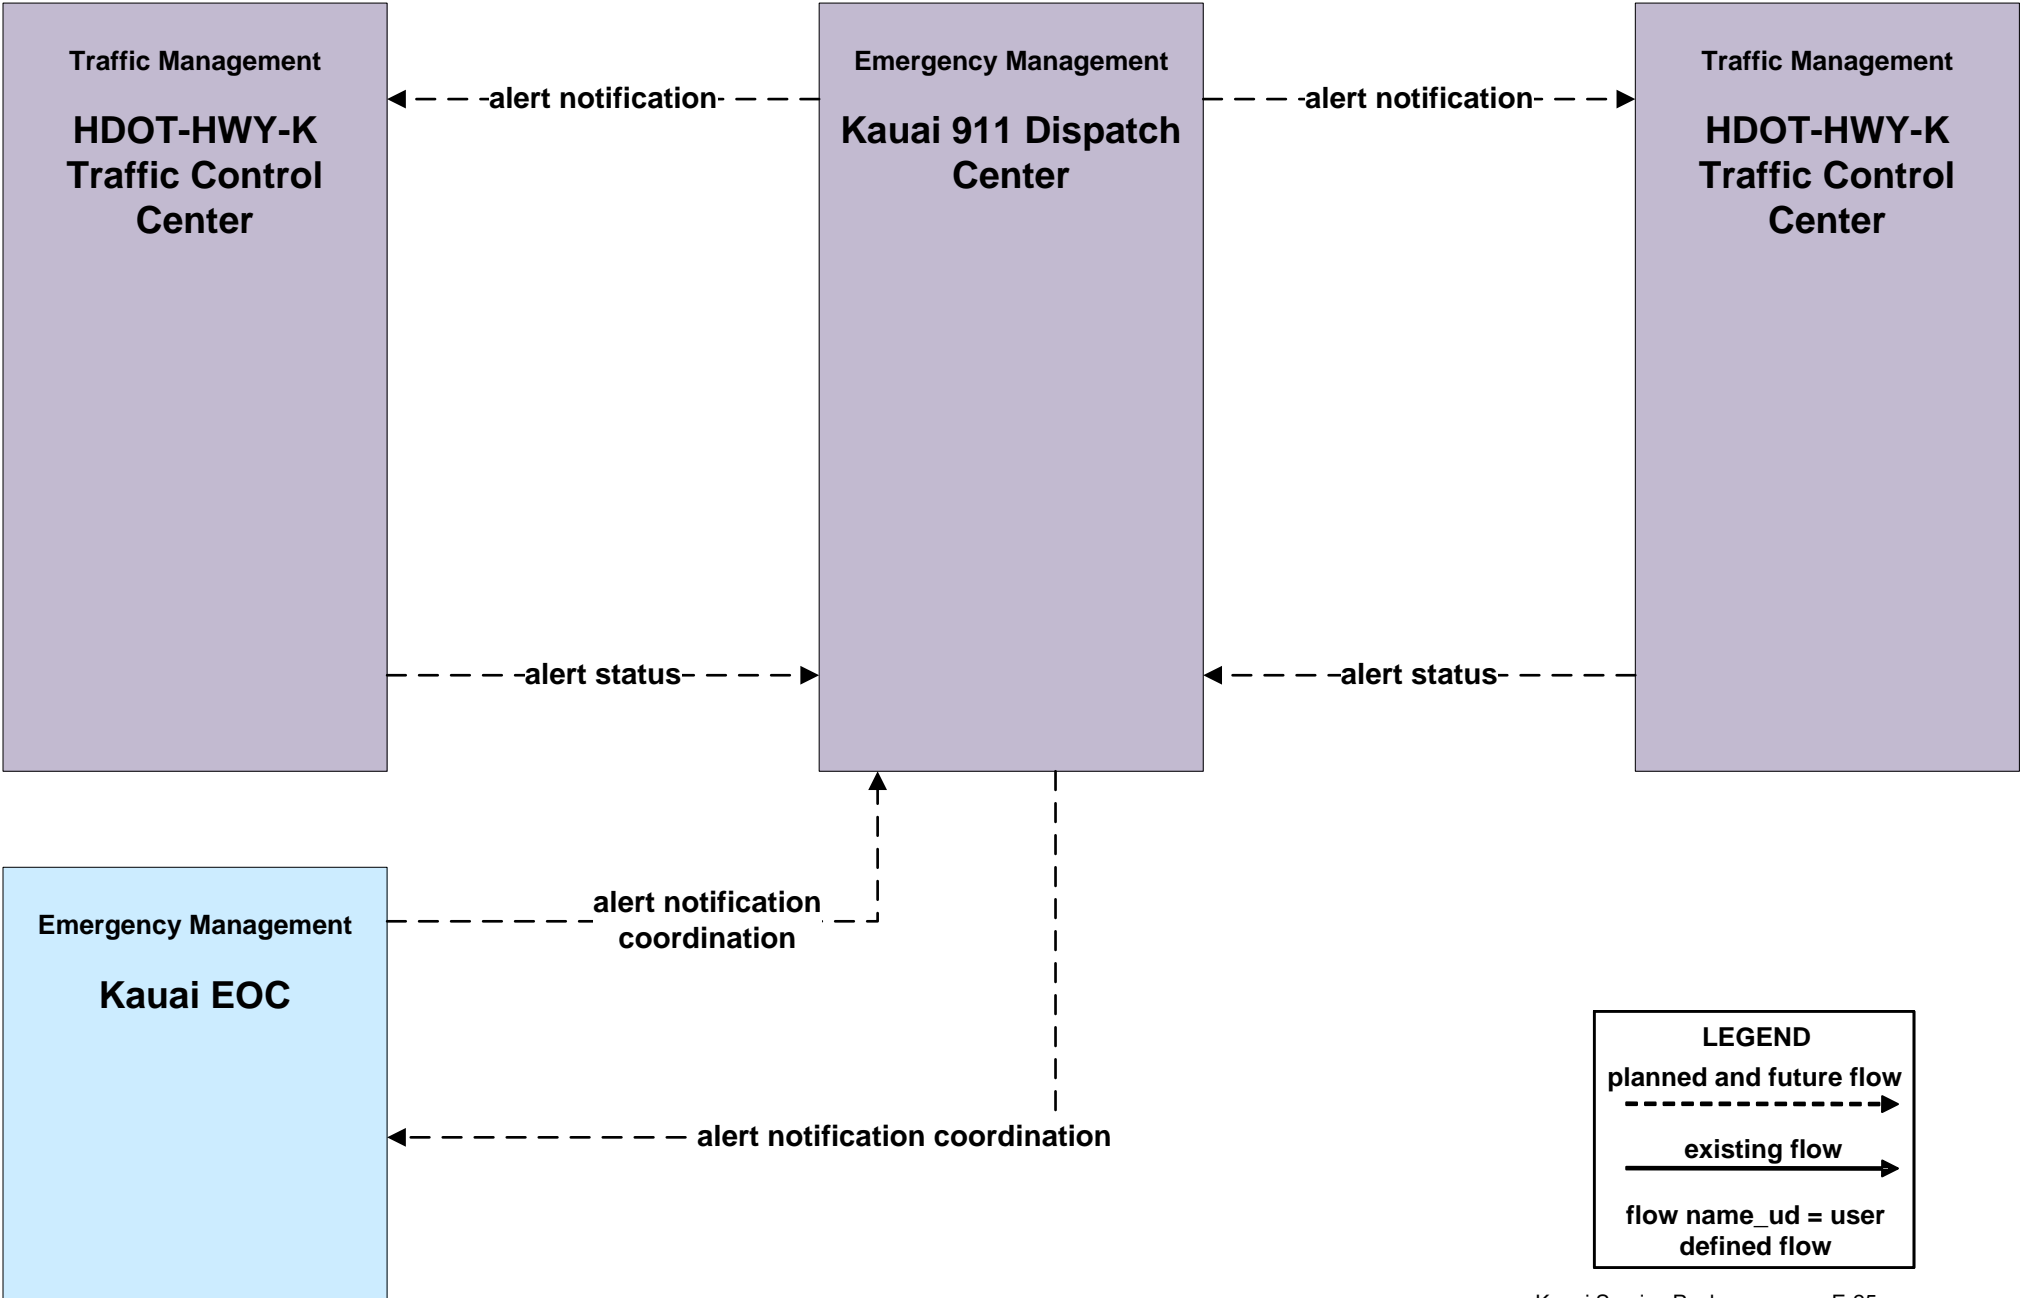 Traffic Management
HDOT-HWY-K
Traffic Control
Center
alert notification
Emergency Management
Kauai 911 Dispatch
Center
alert notification
Traffic Management
HDOT-HWY-K
Traffic Control
Center
alert status
alert status
Emergency Management
Kauai EOC
alert notification
coordination
alert notification coordination
LEGEND
planned and future flow
existing flow
flow name_ud = user
defined flow